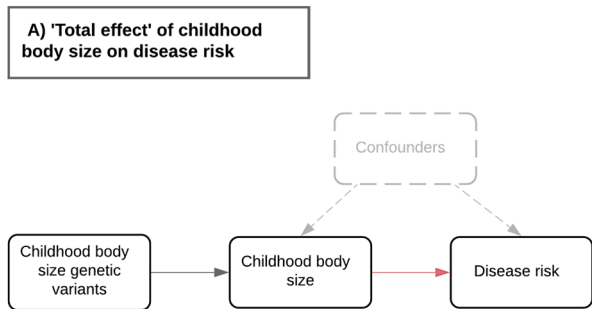 A) 'Total effect' of childhood
body size on disease risk
Confounders
Childhood body
size genetic
variants
Childhood body
size
Disease risk